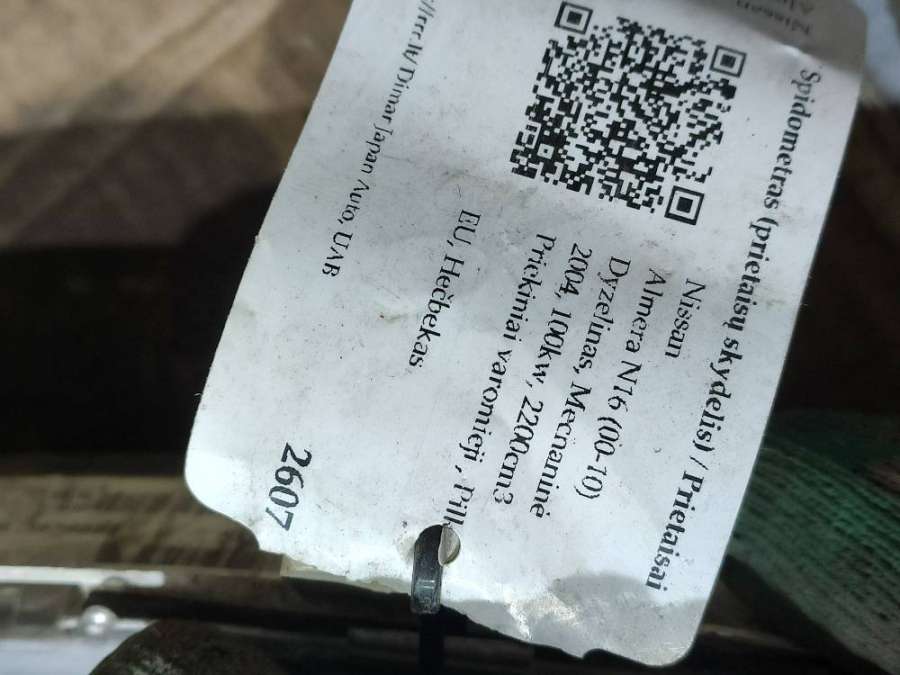 Spidometras (prietaisų skydelis) / Prietaisai
Nissan
Almera N16 (00-10)
Dyzelinas, Mechaninė
2004, 100kw, 2200cm3
Priekiniai varomieji, Pilk
EU, Hečbekas
/rrr.lt/ Dimar Japan Auto, UAB
2607